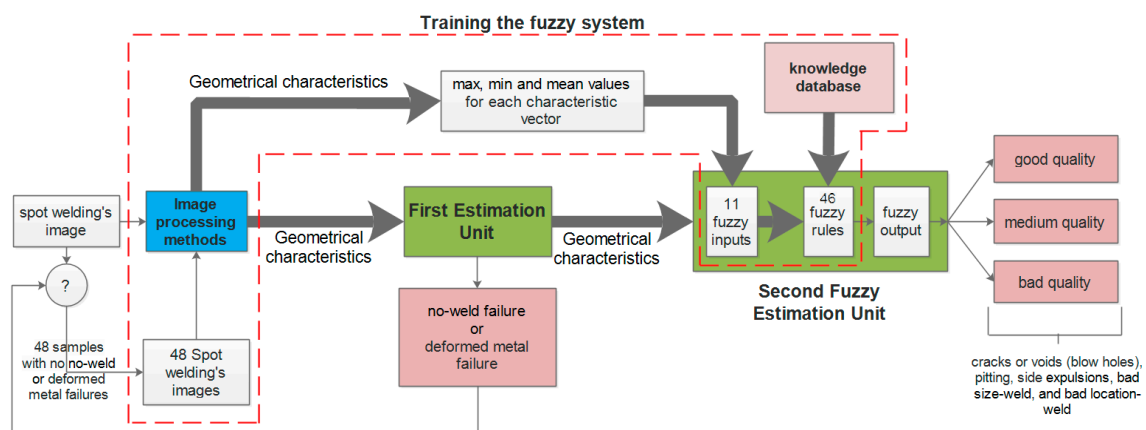 Training the fuzzy system
Geometrical characteristics
max, min and mean values
for each characteristic
vector
knowledge
database
spot welding's
image
Image
processing
methods
Geometrical
characteristics
First Estimation
Unit
Geometrical
characteristics
11
fuzzy
inputs
46
fuzzy
rules
fuzzy
output
good quality
medium quality
bad quality
Second Fuzzy
Estimation Unit
?
48 samples
with no no-weld
or deformed
metal failures
48 Spot
welding's
images
no-weld failure
or
deformed metal
failure
cracks or voids (blow holes),
pitting, side expulsions, bad
size-weld, and bad location-
weld